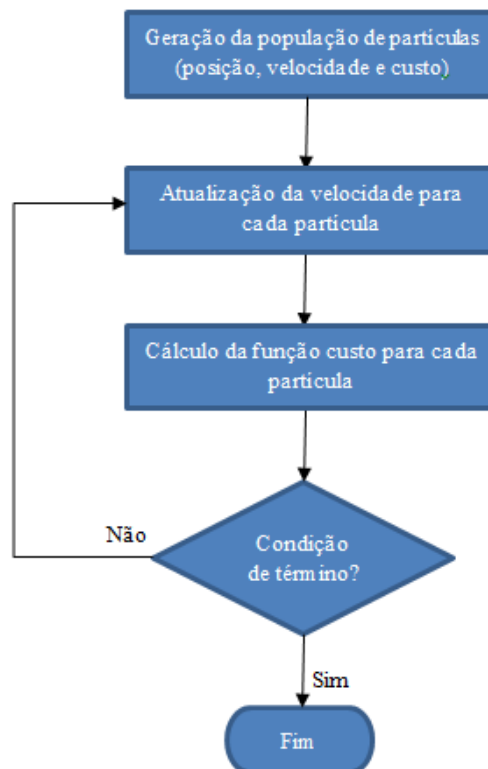 Geração da população de partículas
(posição, velocidade e custo)
Atualização da velocidade para
cada partícula
Cálculo da função custo para cada
partícula
Não
Condição
de término?
Sim
Fim